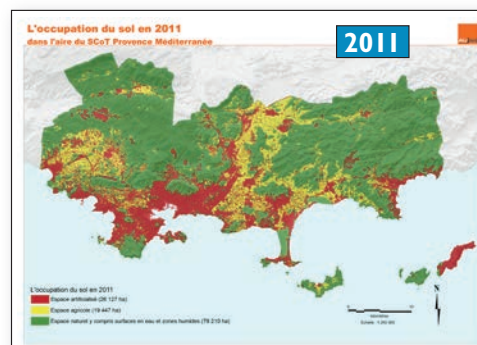 L'occupation du sol en 2011
dans l'aire du SCoT Provence Méditerranée
2011
L'occupation du sol en 2011
Espace artificialisé (26 127 ha)
Espace agricole (19 447 ha)
Espace naturel y compris surfaces en eau et zones humides (79 210 ha)
N